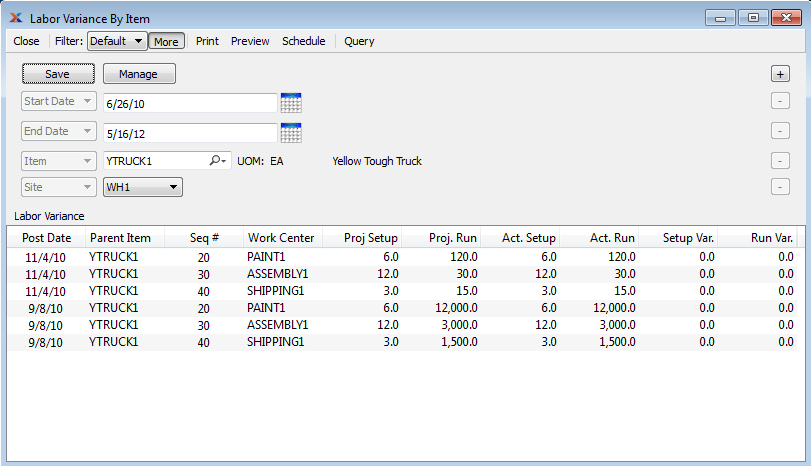 Labor Variance By Item
Close Filter: Default More Print Preview Schedule Query
Save Manage +
Start Date 6/26/10 -
End Date 5/16/12 -
Item YTRUCK1 UOM: EA Yellow Tough Truck -
Site WH1 -
Labor Variance
Post Date Parent Item Seq # Work Center Proj Setup Proj. Run Act. Setup Act. Run Setup Var. Run Var.
11/4/10 YTRUCK1 20 PAINT1 6.0 120.0 6.0 120.0 0.0 0.0
11/4/10 YTRUCK1 30 ASSEMBLY1 12.0 30.0 12.0 30.0 0.0 0.0
11/4/10 YTRUCK1 40 SHIPPING1 3.0 15.0 3.0 15.0 0.0 0.0
9/8/10 YTRUCK1 20 PAINT1 6.0 12,000.0 6.0 12,000.0 0.0 0.0
9/8/10 YTRUCK1 30 ASSEMBLY1 12.0 3,000.0 12.0 3,000.0 0.0 0.0
9/8/10 YTRUCK1 40 SHIPPING1 3.0 1,500.0 3.0 1,500.0 0.0 0.0